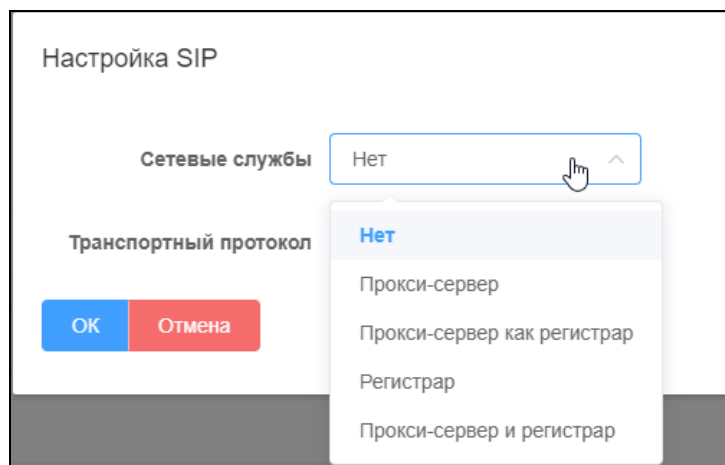 Настройка SIP
Сетевые службы Нет
Транспортный протокол
Нет
Прокси-сервер
Прокси-сервер как регистрар
Регистрар
Прокси-сервер и регистрар
ОК Отмена